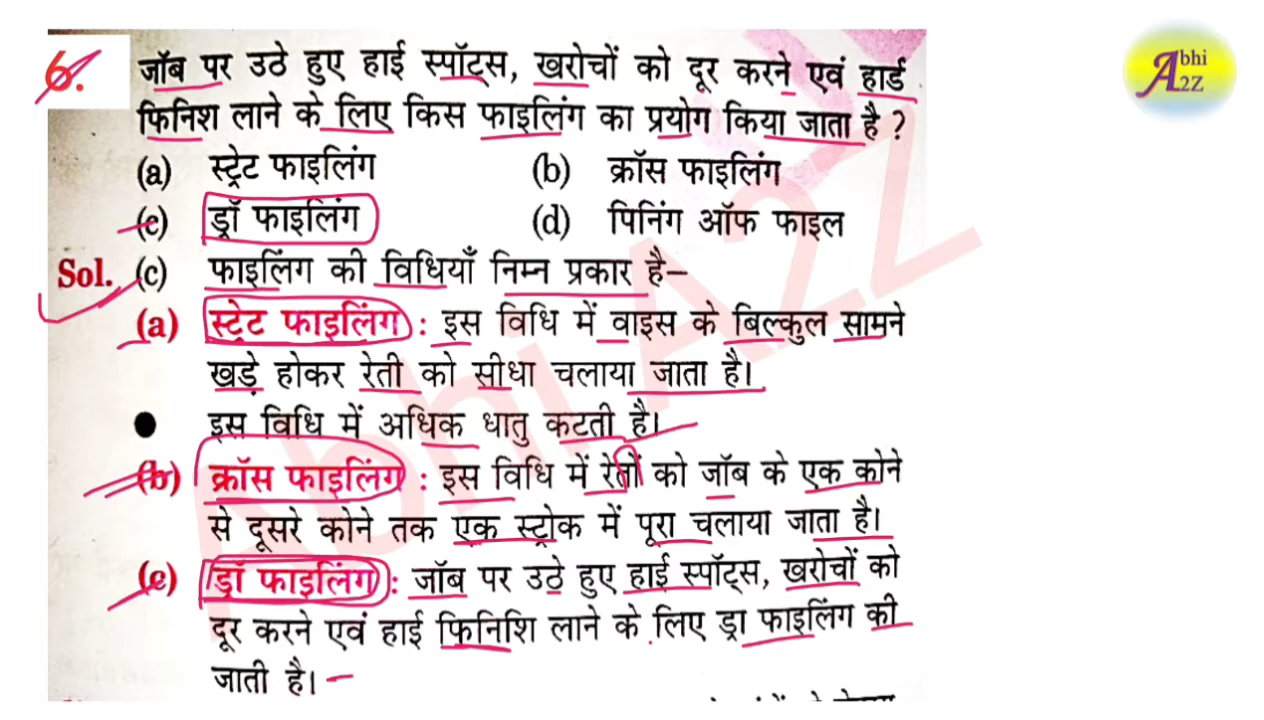 Abhi A2Z
6. जॉब पर उठे हुए हाई स्पॉट्स, खरोचों को दूर करने एवं हार्ड
फिनिश लाने के लिए किस फाइलिंग का प्रयोग किया जाता है ?
(a) स्ट्रेट फाइलिंग (b) क्रॉस फाइलिंग
(c) ड्रॉ फाइलिंग (d) पिनिंग ऑफ फाइल
Sol. (c) फाइलिंग की विधियाँ निम्न प्रकार है–
(a) स्ट्रेट फाइलिंग : इस विधि में वाइस के बिल्कुल सामने
खड़े होकर रेती को सीधा चलाया जाता है।
● इस विधि में अधिक धातु कटती है।
(b) क्रॉस फाइलिंग : इस विधि में रेतों को जॉब के एक कोने
से दूसरे कोने तक एक स्ट्रोक में पूरा चलाया जाता है।
(c) ड्रॉ फाइलिंग : जॉब पर उठे हुए हाई स्पॉट्स, खरोचों को
दूर करने एवं हाई फिनिशि लाने के लिए ड्रा फाइलिंग की
जाती है।
Abhi A2Z